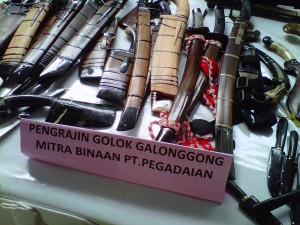 PENGRAJIN GOLOK GALONGGONG
MITRA BINAAN PT.PEGADAIAN